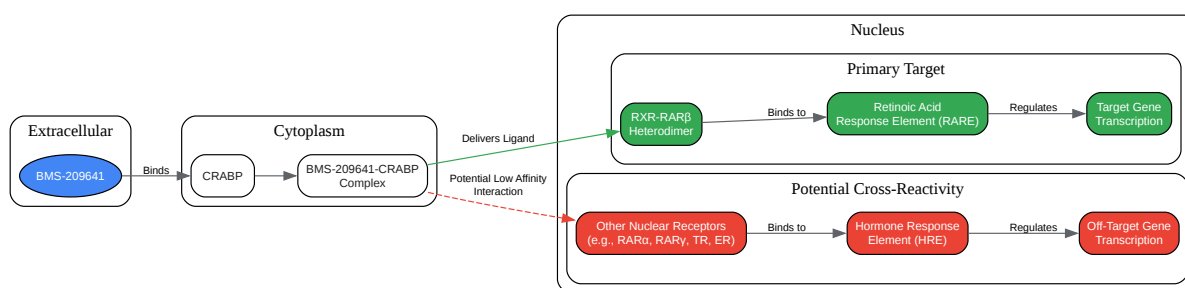 Nucleus
Primary Target
Extracellular
BMS-209641
Binds
Cytoplasm
CRABP
BMS-209641-CRABP
Complex
Delivers Ligand
Potential Low Affinity
Interaction
RXR-RARβ
Heterodimer
Binds to
Retinoic Acid
Response Element (RARE)
Regulates
Target Gene
Transcription
Potential Cross-Reactivity
Other Nuclear Receptors
(e.g., RARα, RARγ, TR, ER)
Binds to
Hormone Response
Element (HRE)
Regulates
Off-Target Gene
Transcription